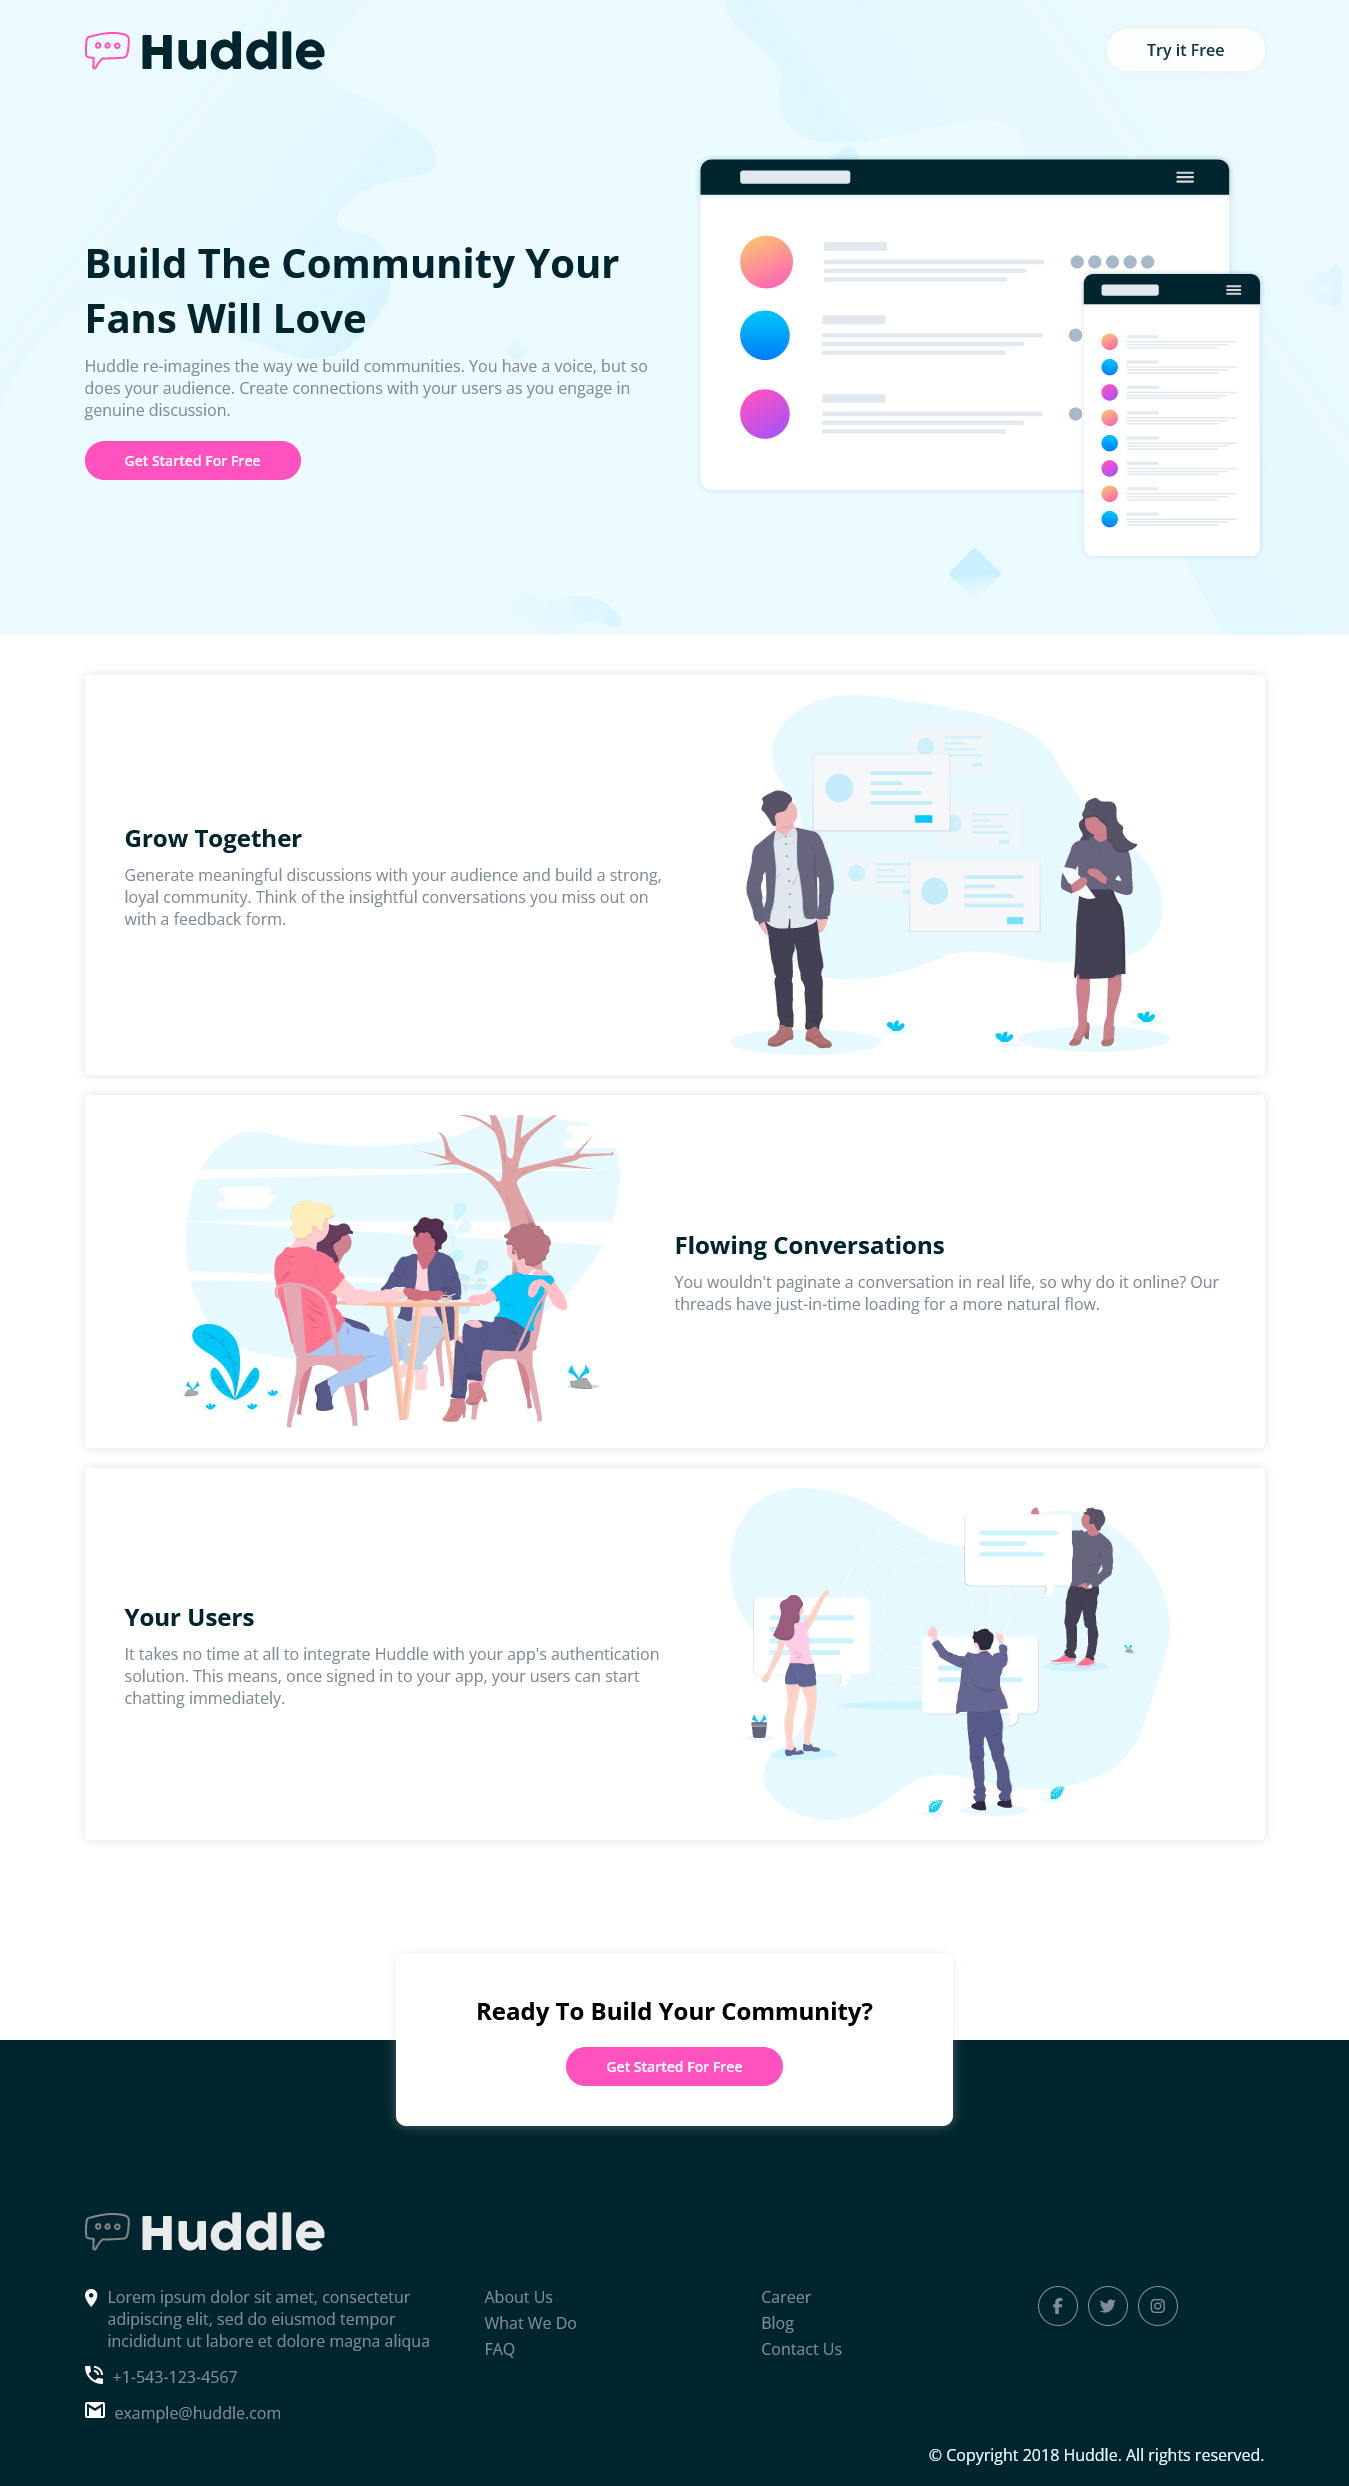 Huddle
Try it Free
Build The Community Your
Fans Will Love
Huddle re-imagines the way we build communities. You have a voice, but so
does your audience. Create connections with your users as you engage in
genuine discussion.
Get Started For Free
Grow Together
Generate meaningful discussions with your audience and build a strong,
loyal community. Think of the insightful conversations you miss out on
with a feedback form.
Flowing Conversations
You wouldn't paginate a conversation in real life, so why do it online? Our
threads have just-in-time loading for a more natural flow.
Your Users
It takes no time at all to integrate Huddle with your app's authentication
solution. This means, once signed in to your app, your users can start
chatting immediately.
Ready To Build Your Community?
Get Started For Free
Huddle
Lorem ipsum dolor sit amet, consectetur
adipiscing elit, sed do eiusmod tempor
incididunt ut labore et dolore magna aliqua
+1-543-123-4567
example@huddle.com
About Us
What We Do
FAQ
Career
Blog
Contact Us
© Copyright 2018 Huddle. All rights reserved.